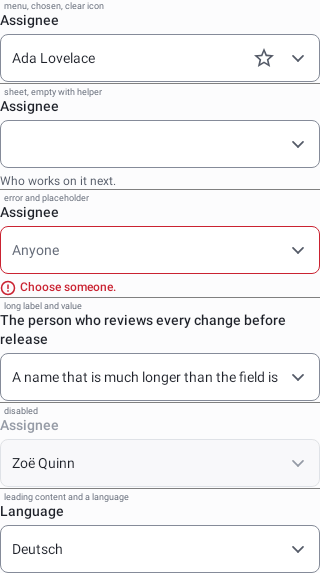 menu, chosen, clear icon
Assignee
Ada Lovelace
sheet, empty with helper
Assignee
Who works on it next.
error and placeholder
Assignee
Anyone
Choose someone.
long label and value
The person who reviews every change before
release
A name that is much longer than the field is
disabled
Assignee
Zoë Quinn
leading content and a language
Language
Deutsch